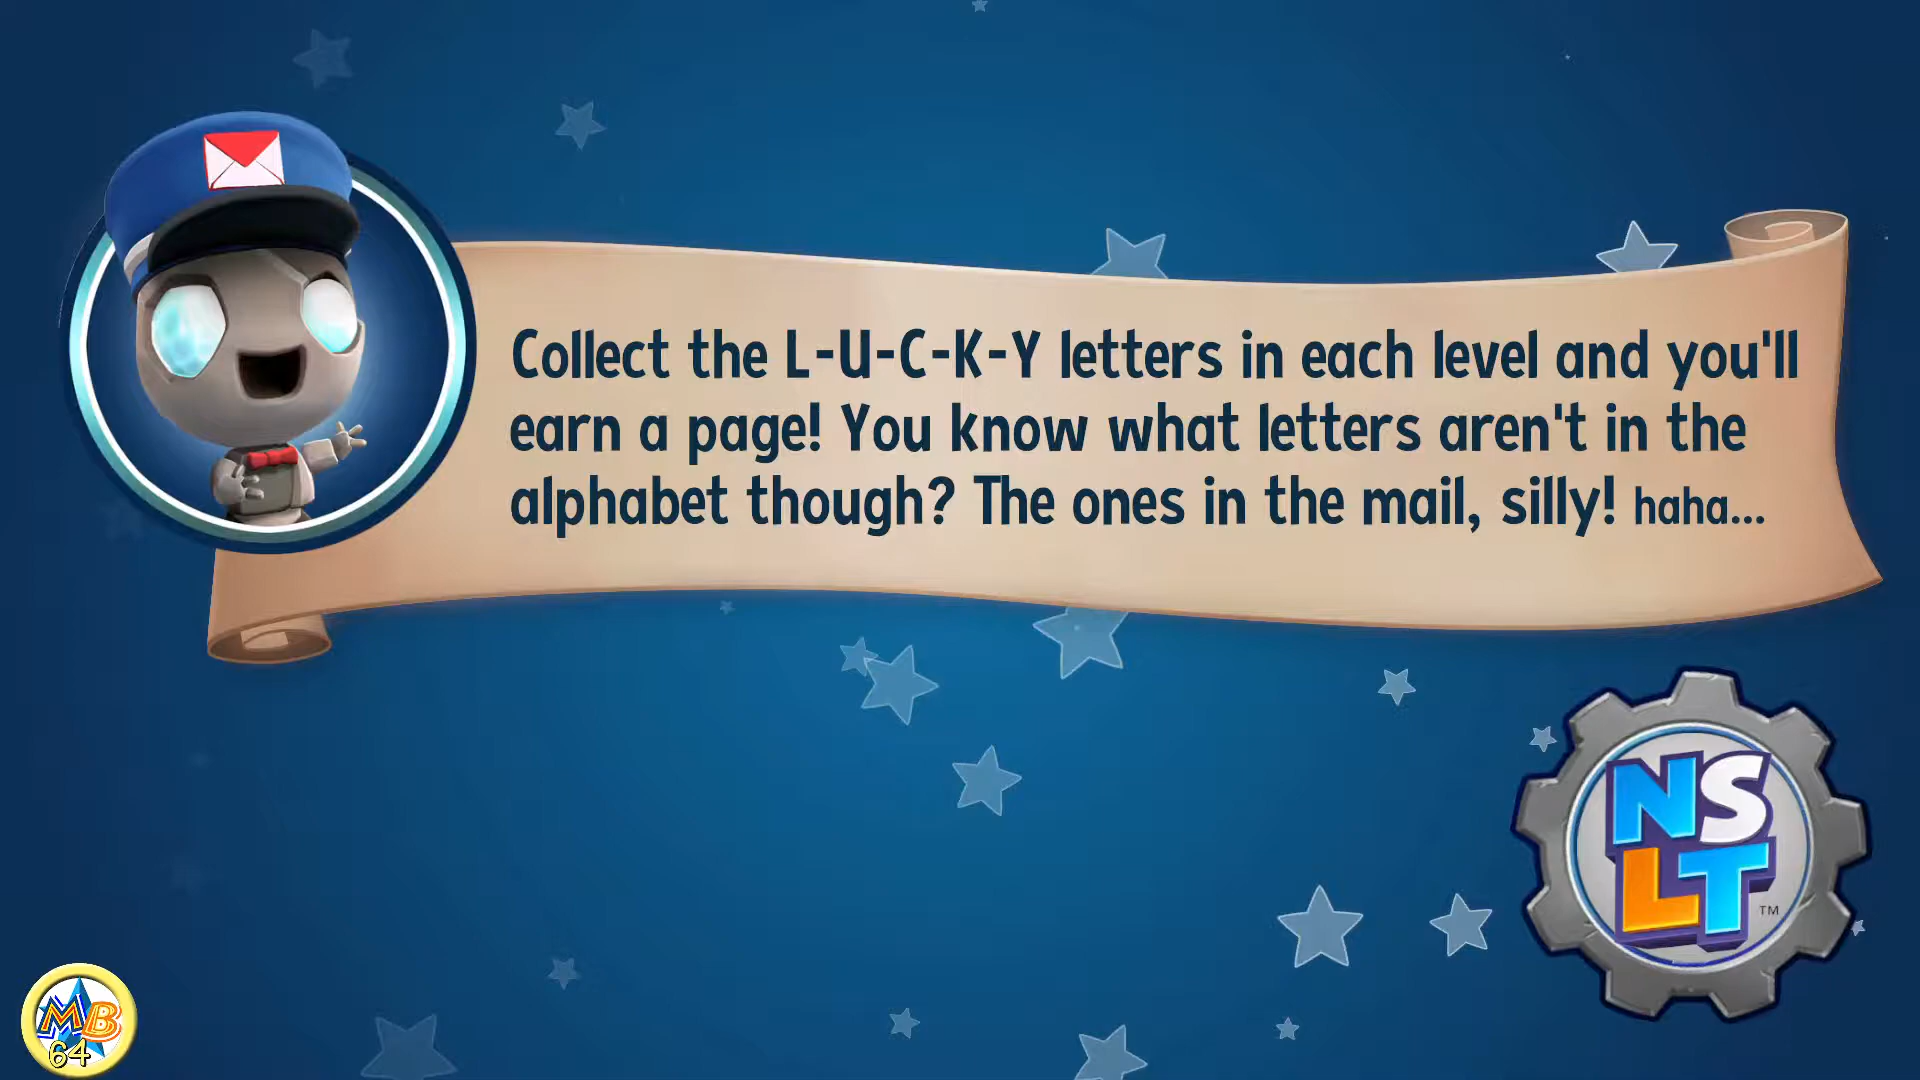 Collect the L-U-C-K-Y letters in each level and you'll
earn a page! You know what letters aren't in the
alphabet though? The ones in the mail, silly! haha...
NS
LT
TM
MB
64